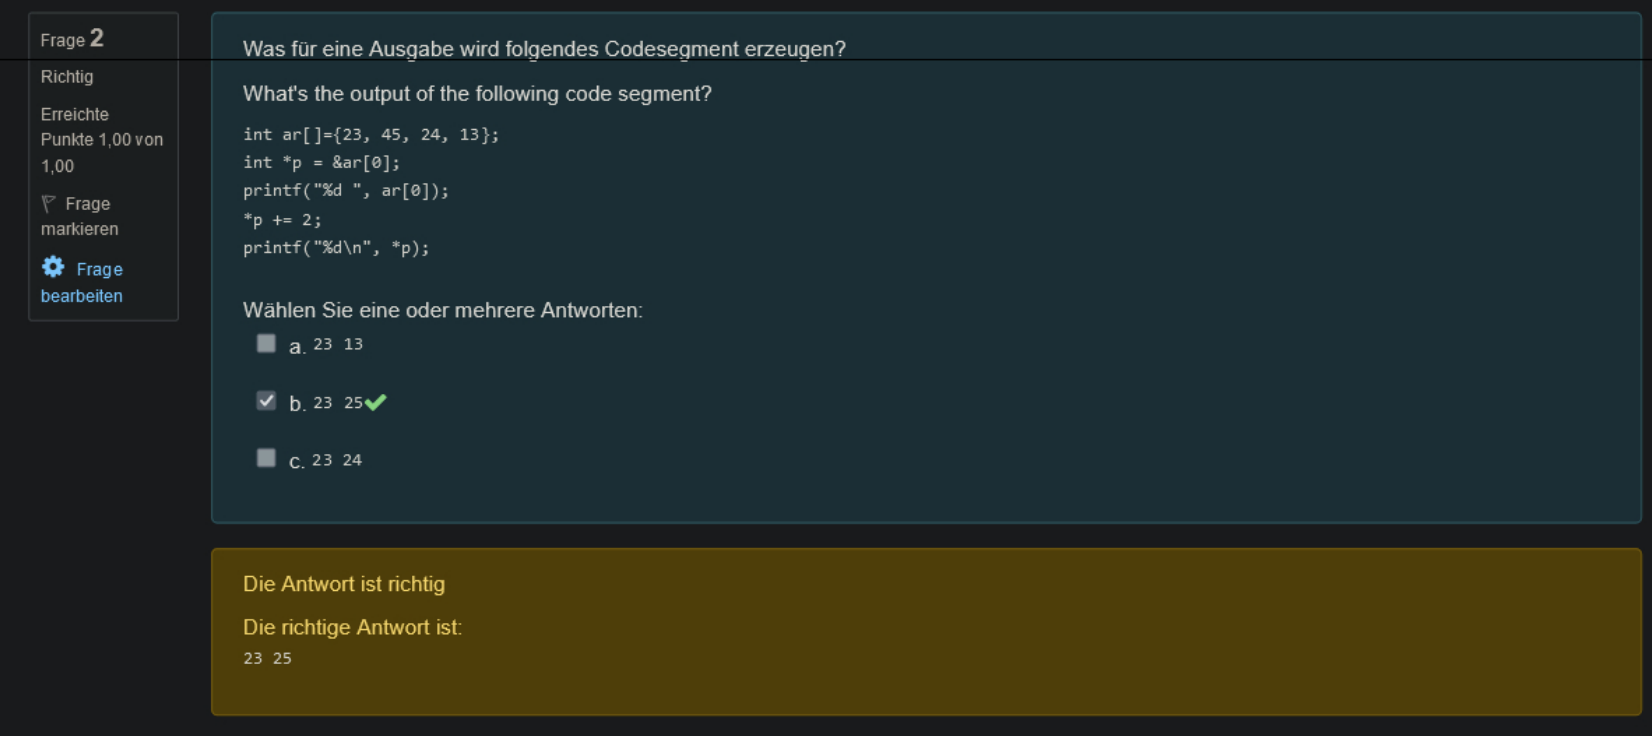 Frage 2
Richtig
Erreichte
Punkte 1,00 von
1,00
Frage
markieren
Frage
bearbeiten
Was für eine Ausgabe wird folgendes Codesegment erzeugen?
What's the output of the following code segment?
int ar[]={23, 45, 24, 13};
int *p = &ar[0];
printf("%d ", ar[0]);
*p += 2;
printf("%d\n", *p);
Wählen Sie eine oder mehrere Antworten:
a. 23 13
b. 23 25
c. 23 24
Die Antwort ist richtig
Die richtige Antwort ist:
23 25